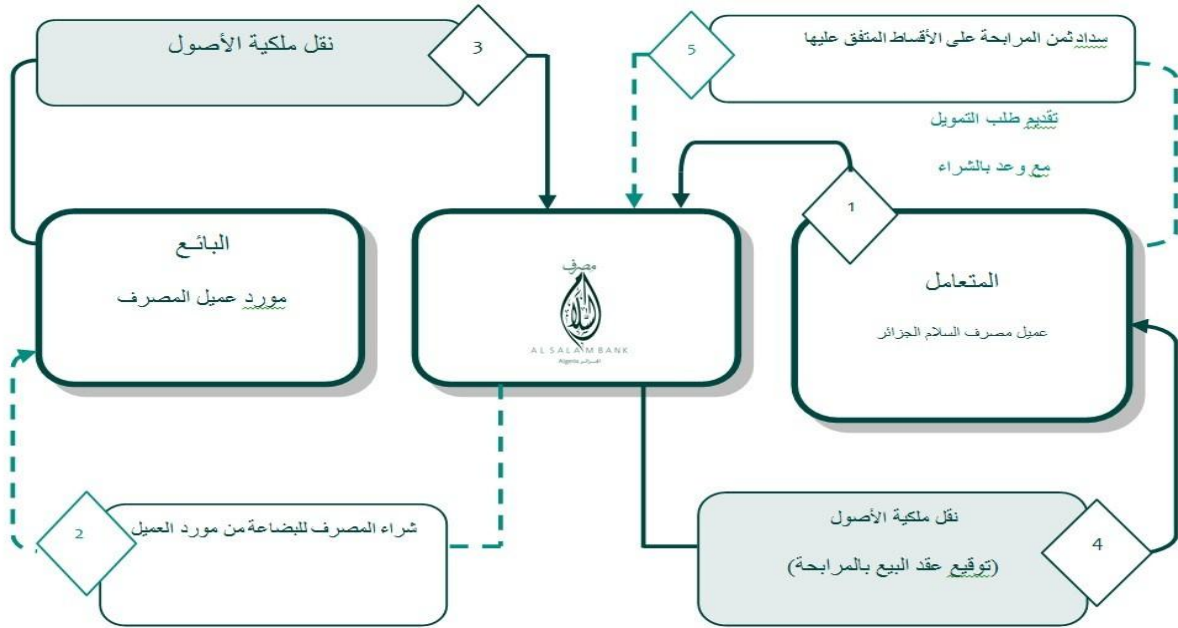 نقل ملكية الأصول
3
5
سداد ثمن المرابحة على الأقساط المتفق عليها
تقديم طلب التمويل
مع وعد بالشراء
1
البائـع
مورد عميل المصرف
مصرف
السلام
AL SALAM BANK
Algeria الجزائر
المتعامل
عميل مصرف السلام الجزائر
2
شراء المصرف للبضاعة من مورد العميل
نقل ملكية الأصول
(توقيع عقد البيع بالمرابحة)
4